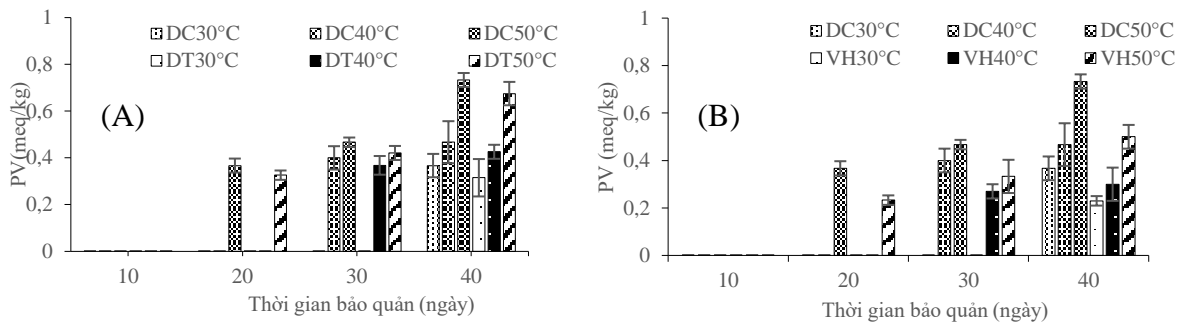 1
0,8
0,6
0,4
0,2
0
PV(meq/kg)
DC30°C DC40°C DC50°C
DT30°C DT40°C DT50°C
(A)
10 20 30 40
Thời gian bảo quản (ngày)
1
0,8
0,6
0,4
0,2
0
PV (meq/kg)
DC30°C DC40°C DC50°C
VH30°C VH40°C VH50°C
(B)
10 20 30 40
Thời gian bảo quản (ngày)